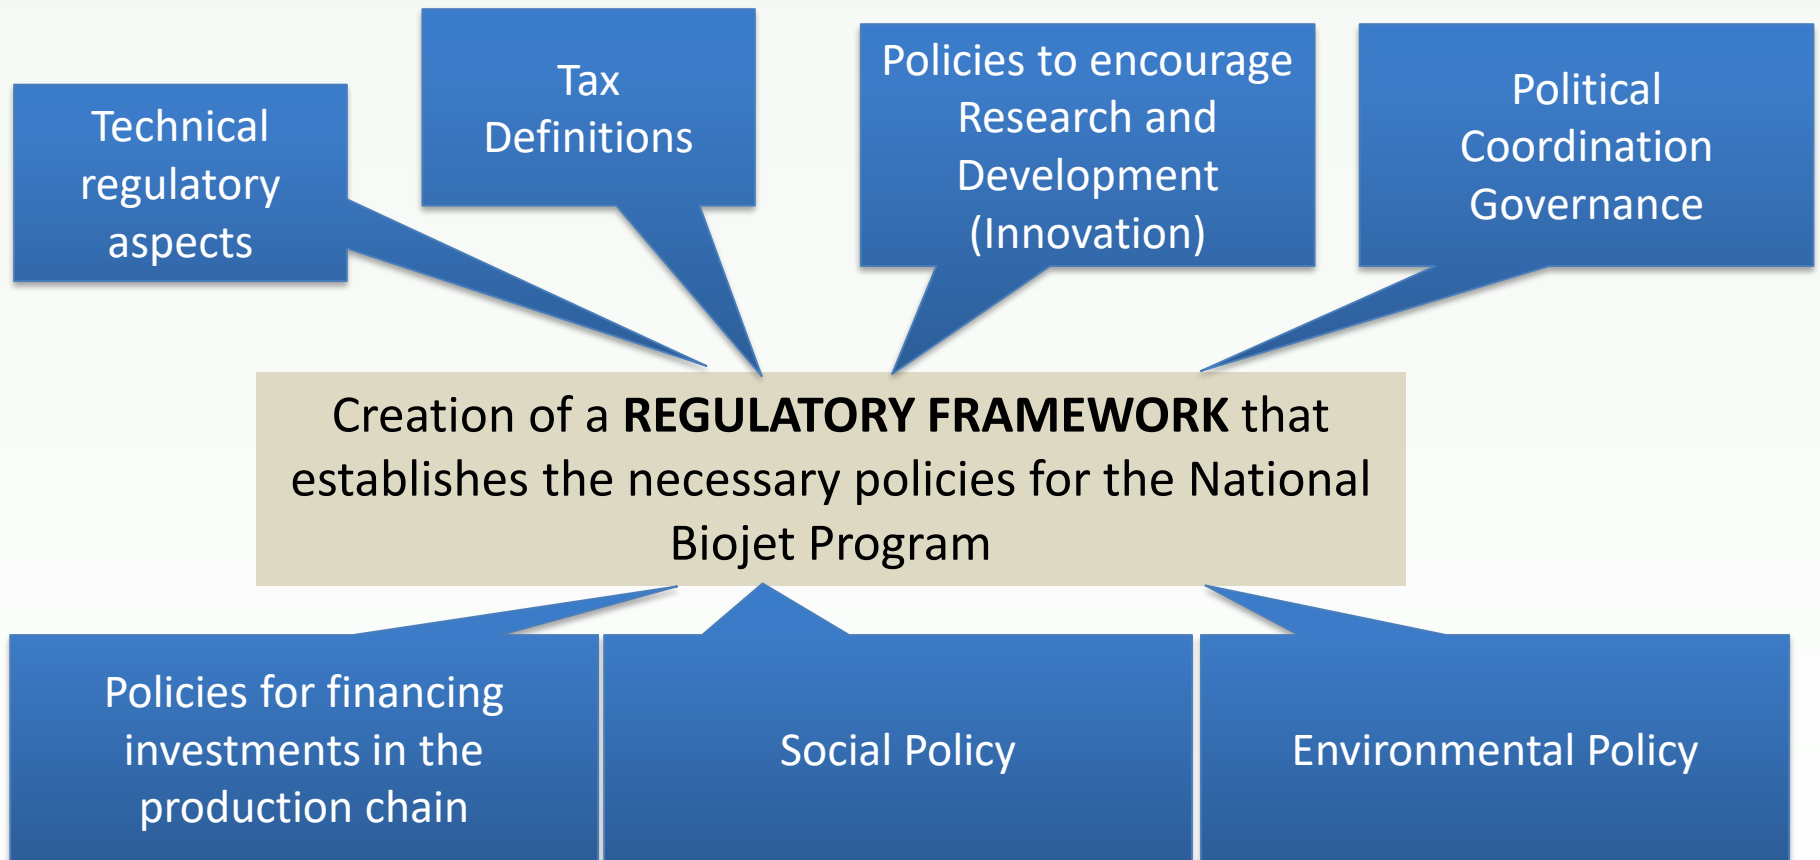 Technical
regulatory
aspects
Tax
Definitions
Policies to encourage
Research and
Development
(Innovation)
Political
Coordination
Governance
Creation of a REGULATORY FRAMEWORK that
establishes the necessary policies for the National
Biojet Program
Policies for financing
investments in the
production chain
Social Policy
Environmental Policy